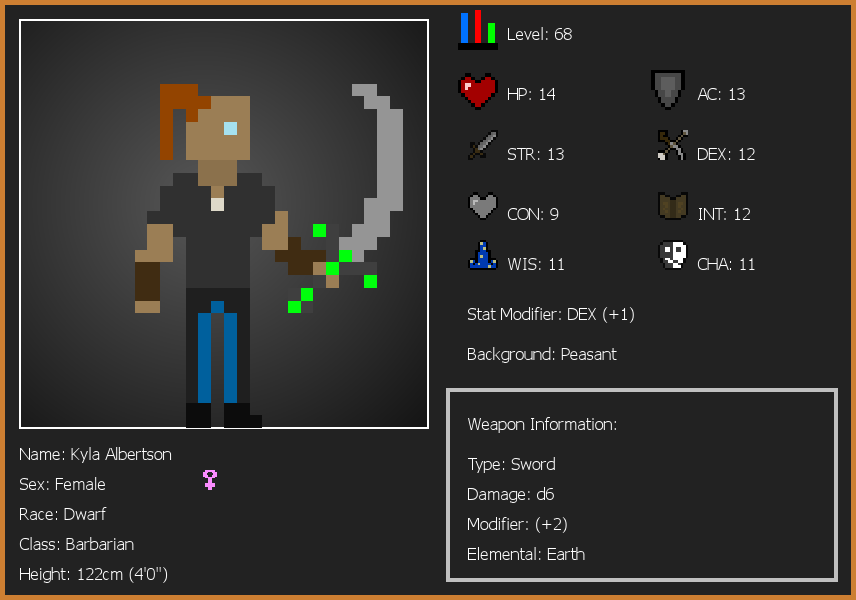 Level: 68
HP: 14
AC: 13
STR: 13
DEX: 12
CON: 9
INT: 12
WIS: 11
CHA: 11
Stat Modifier: DEX (+1)
Background: Peasant
Weapon Information:
Type: Sword
Damage: d6
Modifier: (+2)
Elemental: Earth
Name: Kyla Albertson
Sex: Female
Race: Dwarf
Class: Barbarian
Height: 122cm (4'0")